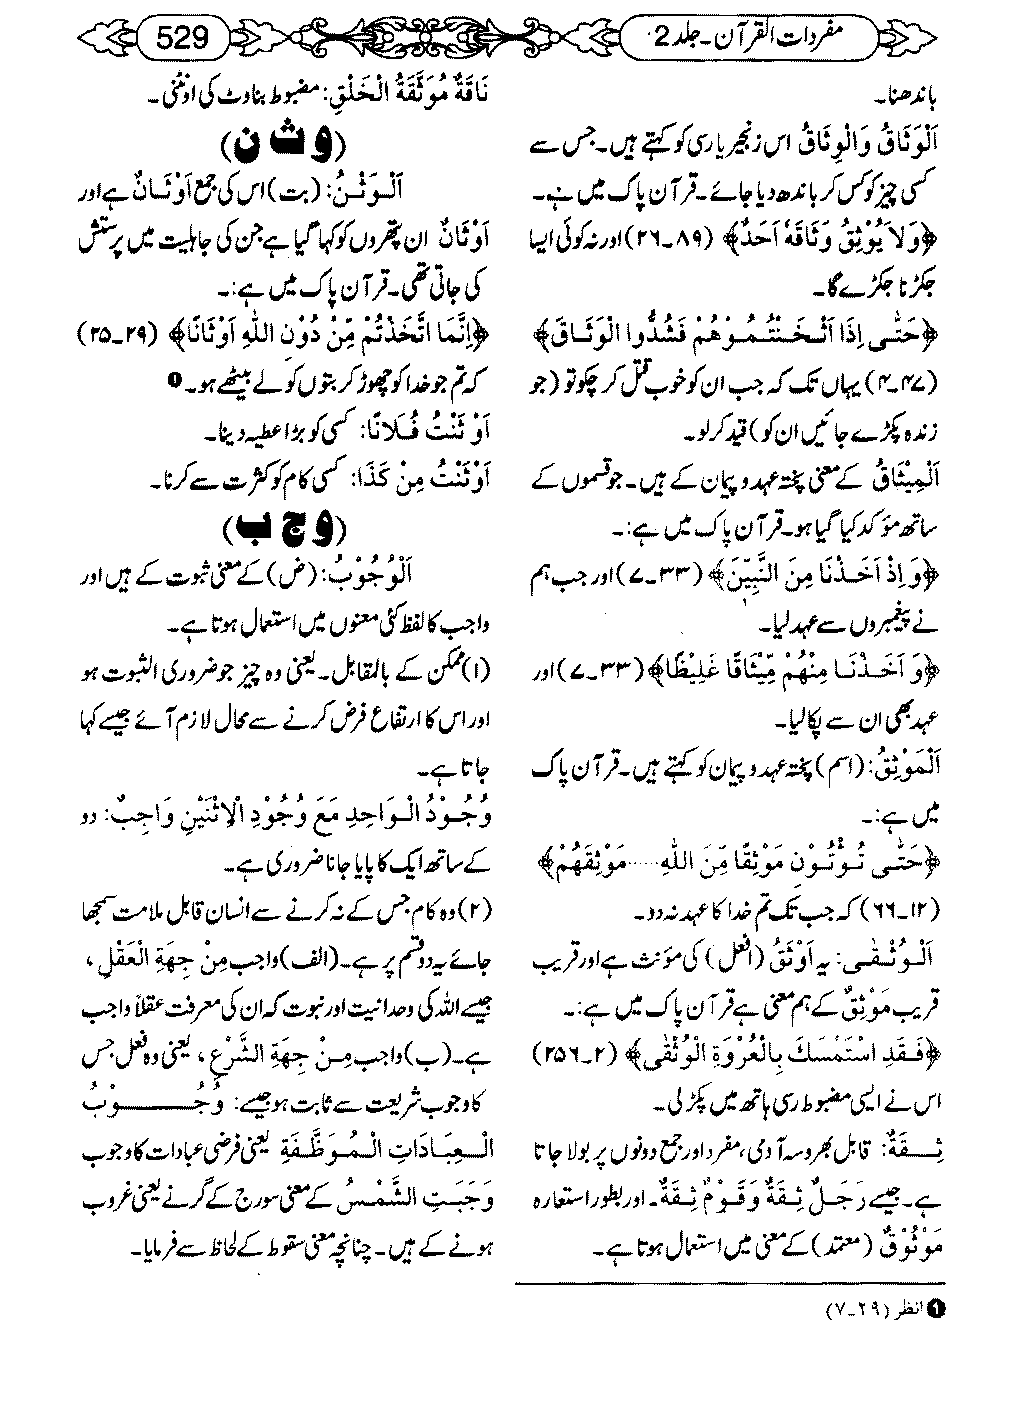 مفردات القرآن۔ جلد 2
529
باندھنا۔
اَلْوَثَاقُ وَالْوِثَاقُ اس زنجیر یا رسی کو کہتے ہیں۔ جس سے
کسی چیز کو کس کر باندھ دیا جائے۔ قرآن پاک میں ہے۔
﴿وَلَا يُوْثِقُ وَثَاقَهٗ اَحَدٌ﴾ (۸۹۔۲۶) اور نہ کوئی ایسا
جکڑنا جکڑے گا۔
﴿حَتّٰى اِذَا اَثْخَنْتُمُوْهُمْ فَشُدُّوا الْوَثَاقَ﴾
(۴۷۔۴) یہاں تک کہ جب ان کو خوب قتل کر چکو تو (جو
زندہ پکڑے جائیں ان کو) قید کر لو۔
اَلْمِيْثَاقُ کے معنی پختہ عہد و پیمان کے ہیں۔ جو قسموں کے
ساتھ مؤکد کیا گیا ہو۔ قرآن پاک میں ہے:۔
﴿وَاِذْ اَخَذْنَا مِنَ النَّبِيّٖنَ﴾ (۳۳۔۷) اور جب ہم
نے پیغمبروں سے عہد لیا۔
﴿وَ اَخَذْنَا مِنْهُمْ مِّيْثَاقًا غَلِيْظًا﴾ (۳۳۔۷) اور
عہد بھی ان سے پکا لیا۔
اَلْمَوْثِقُ: (اسم) پختہ عہد و پیمان کو کہتے ہیں۔ قرآن پاک
میں ہے:۔
﴿حَتّٰى تُؤْتُوْنِ مَوْثِقًا مِّنَ اللّٰهِ ..... مَوْثِقَهُمْ﴾
(۱۲۔۶۶) کہ جب تک تم خدا کا عہد نہ دو۔
اَلْوُثْقٰى: یہ اَوْثَقُ (افعل) کی مؤنث ہے اور قریب
قریب مَوْثِقٌ کے ہم معنی ہے قرآن پاک میں ہے:۔
﴿فَقَدِ اسْتَمْسَكَ بِالْعُرْوَةِ الْوُثْقٰى﴾ (۲۔۲۵۶)
اس نے ایسی مضبوط رسی ہاتھ میں پکڑ لی۔
ثِقَةٌ: قابل بھروسہ آدمی، مفرد اور جمع دونوں پر بولا جاتا
ہے۔ جیسے رَجُلٌ ثِقَةٌ وَقَوْمٌ ثِقَةٌ۔ اور بطور استعارہ
مَوْثُوْقٌ (معتمد) کے معنی میں استعمال ہوتا ہے۔
نَاقَةٌ مُوَثَّقَةُ الْخَلْقِ: مضبوط بناوٹ کی اونٹنی۔
(و ث ن)
اَلْوَثَنُ: (بت) اس کی جمع اَوْثَانٌ ہے اور
اَوْثَانٌ ان پتھروں کو کہا گیا ہے جن کی جاہلیت میں پرستش
کی جاتی تھی۔ قرآن پاک میں ہے:۔
﴿اِنَّمَا اتَّخَذْتُمْ مِّنْ دُوْنِ اللّٰهِ اَوْثَانًا﴾ (۲۹۔۲۵)
کہ تم جو خدا کو چھوڑ کر بتوں کو لے بیٹھے ہو۔ ❶
اَوْثَنْتُ فُلَانًا: کسی کو بڑا عطیہ دینا۔
اَوْثَنْتُ مِنْ كَذَا: کسی کام کو کثرت سے کرنا۔
(و ج ب)
اَلْوُجُوْبُ: (ض) کے معنی ثبوت کے ہیں اور
واجب کا لفظ کئی معنوں میں استعمال ہوتا ہے۔
(۱) ممکن کے بالمقابل۔ یعنی وہ چیز جو ضروری الثبوت ہو
اور اس کا ارتفاع فرض کرنے سے محال لازم آئے جیسے کہا
جاتا ہے۔
وُجُوْدُ الْوَاحِدِ مَعَ وُجُوْدِ الْاِثْنَيْنِ وَاجِبٌ: دو
کے ساتھ ایک کا پایا جانا ضروری ہے۔
(۲) وہ کام جس کے نہ کرنے سے انسان قابل ملامت سمجھا
جائے یہ دو قسم پر ہے۔ (الف) واجب مِنْ جِهَةِ الْعَقْلِ،
جیسے اللہ کی وحدانیت اور نبوت کہ ان کی معرفت عقلاً واجب
ہے۔ (ب) واجب مِنْ جِهَةِ الشَّرْعِ، یعنی وہ فعل جس
کا وجوب شریعت سے ثابت ہو جیسے: وُجُوْبُ
الْعِبَادَاتِ الْمُوَظَّفَةِ یعنی فرضی عبادات کا وجوب
وَجَبَتِ الشَّمْسُ کے معنی سورج کے گرنے یعنی غروب
ہونے کے ہیں۔ چنانچہ معنی سقوط کے لحاظ سے فرمایا۔
❶ انظر (۲۹۔۷)